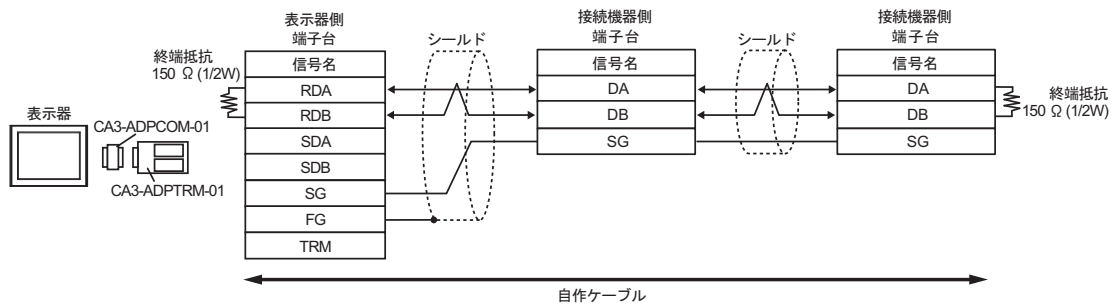 表示器
CA3-ADPCOM-01
CA3-ADPTRM-01
終端抵抗
150 Ω (1/2W)
表示器側
端子台
信号名
RDA
RDB
SDA
SDB
SG
FG
TRM
シールド
接続機器側
端子台
信号名
DA
DB
SG
シールド
接続機器側
端子台
信号名
DA
DB
SG
終端抵抗
150 Ω (1/2W)
自作ケーブル